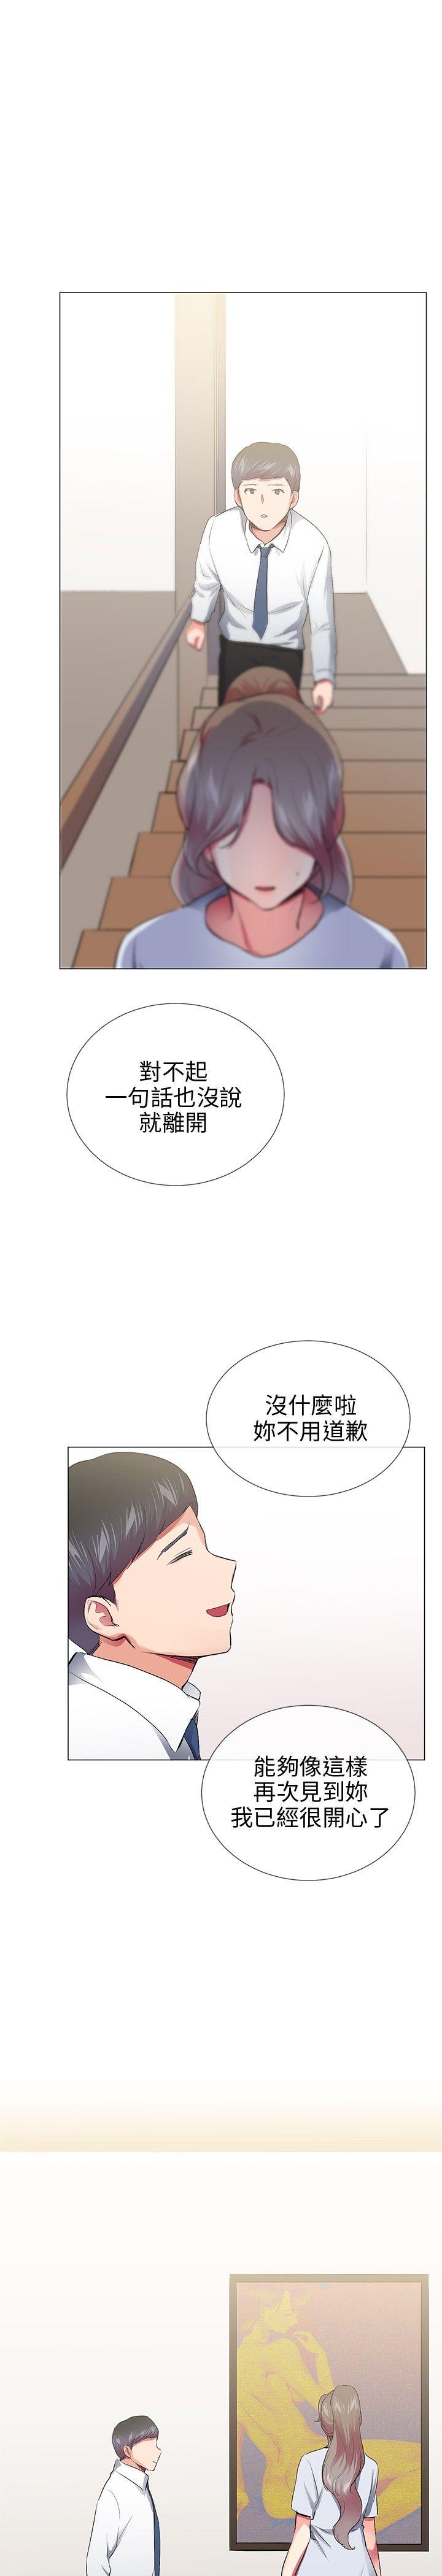 對不起
一句話也沒說
就離開
沒什麼啦
妳不用道歉
能夠像這樣
再次見到妳
我已經很開心了